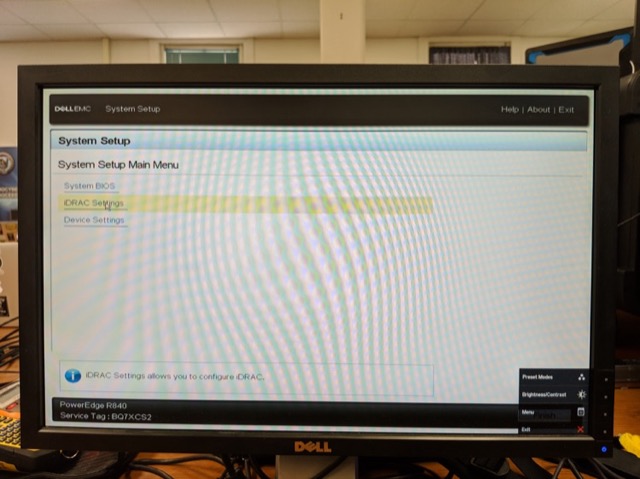 DELLEMC System Setup Help | About | Exit
System Setup
System Setup Main Menu
System BIOS
iDRAC Settings
Device Settings
iDRAC Settings allows you to configure iDRAC.
PowerEdge R840
Service Tag : BQ7XCS2
Preset Modes
Brightness/Contrast
Menu
Exit
DELL